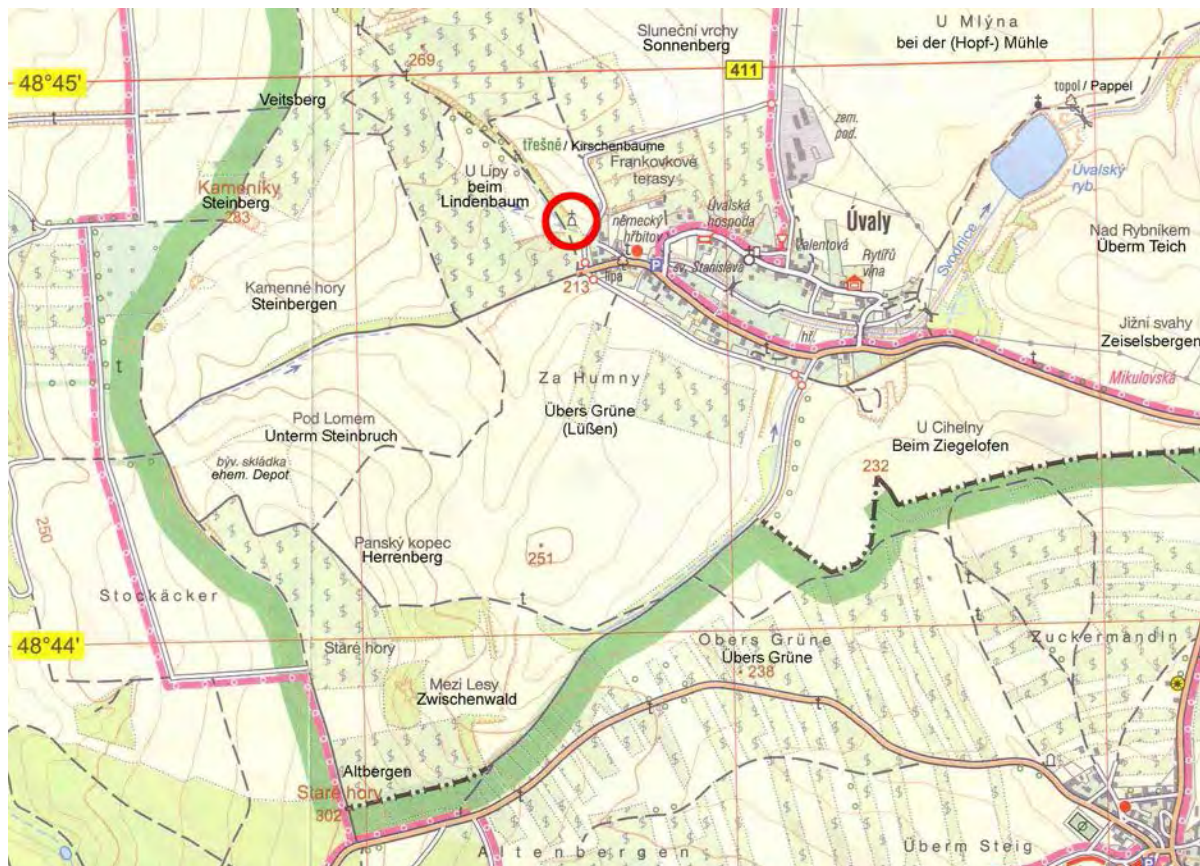 Sluneční vrchy
Sonnenberg
U Mlýna
bei der (Hopf-) Mühle
269
411
48°45'
topol / Pappel
Veitsberg
zem.
pod.
třešně / Kirschenbäume
Frankovkové
terasy
U Lípy
beim
Lindenbaum
Kameníky
Steinberg
283
Úvalský
ryb.
německý
hřbitov
Úvalská
hospoda
Úvaly
Nad Rybníkem
Überm Teich
Valentová
Rytířů
vína
Svodnice
sv. Stanislava
P
lípa
213
Kamenné hory
Steinbergen
hř.
Jižní svahy
Zeiselsbergen
Mikulovská
Za Humny
Übers Grüne
(Lüßen)
Pod Lomem
Unterm Steinbruch
U Cihelny
Beim Ziegelofen
býv. skládka
ehem. Depot
232
250
Panský kopec
Herrenberg
251
Stockäcker
48°44'
Staré hory
Obers Grüne
Übers Grüne
238
Zuckermandln
Mezi Lesy
Zwischenwald
Altbergen
Staré hory
302
Altenbergen
Überm Steig
P